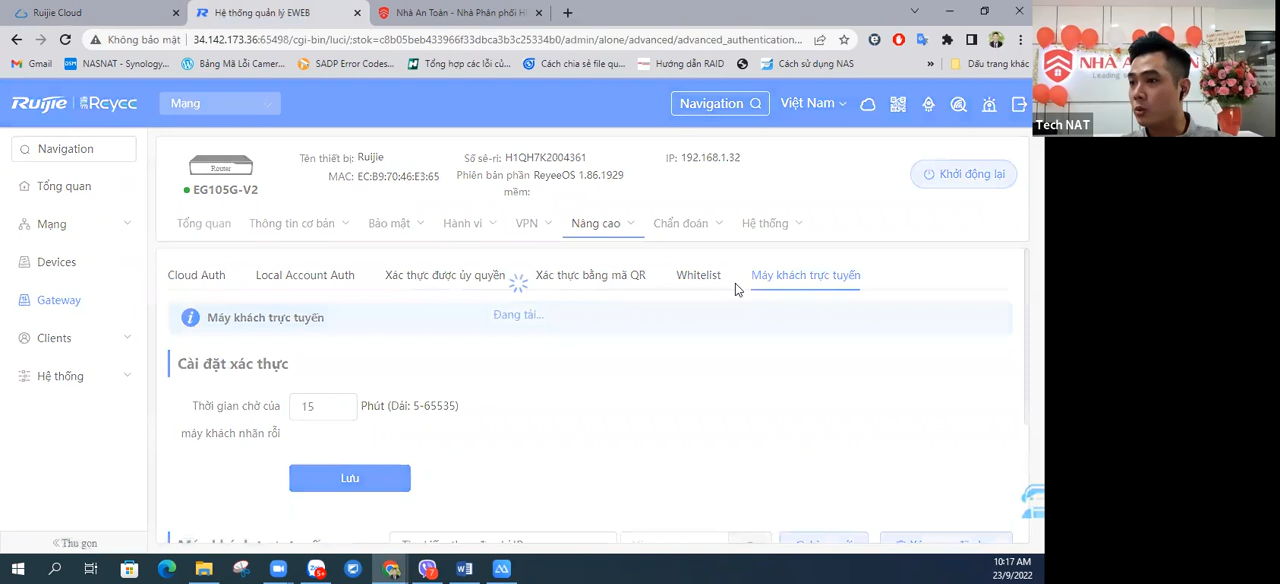 Ruijie Cloud
Hệ thống quản lý EWEB
Nhà An Toàn - Nhà Phân phối H
Không bảo mật
34.142.173.36:65498/cgi-bin/luci/;stok=c8b05beb433966f33dbca3b3c25334b0/admin/alone/advanced/advanced_authentication...
Gmail
NASNAT - Synology...
Bảng Mã Lỗi Camer...
SADP Error Codes...
Tổng hợp các lỗi củ...
Cách chia sẻ file qu...
Hướng dẫn RAID
Cách sử dụng NAS
»
Dấu trang khác
Ruijie
Reyee
Mạng
Navigation
Việt Nam
NHÀ AN TOÀN
Tech NAT
Navigation
Tổng quan
Mạng
Devices
Gateway
Clients
Hệ thống
Thu gọn
Router
EG105G-V2
Tên thiết bị: Ruijie
Số sê-ri: H1QH7K2004361
IP: 192.168.1.32
MAC: EC:B9:70:46:E3:65
Phiên bản phần mềm: ReyeeOS 1.86.1929
Khởi động lại
Tổng quan
Thông tin cơ bản
Bảo mật
Hành vi
VPN
Nâng cao
Chẩn đoán
Hệ thống
Cloud Auth
Local Account Auth
Xác thực được ủy quyền
Xác thực bằng mã QR
Whitelist
Máy khách trực tuyến
Máy khách trực tuyến
Đang tải...
Cài đặt xác thực
Thời gian chờ của
máy khách nhàn rỗi
15
Phút (Dải: 5-65535)
Lưu
10:17 AM
23/9/2022